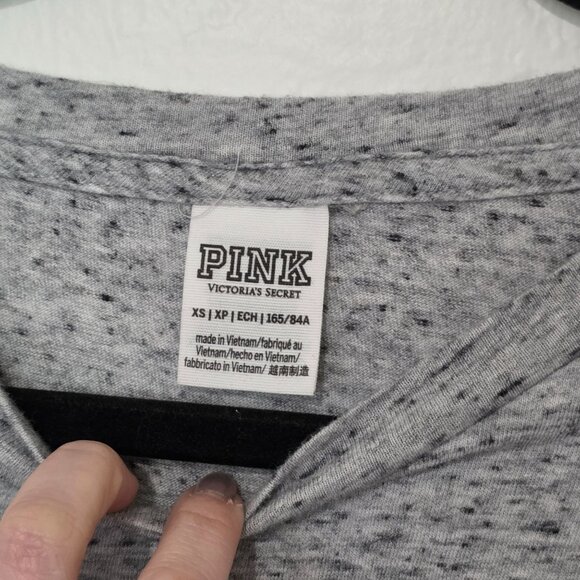 PINK
VICTORIA'S SECRET
XS | XP | ECH | 165/84A
made in Vietnam/fabriqué au
Vietnam/hecho en Vietnam/
fabbricato in Vietnam/ 越南制造